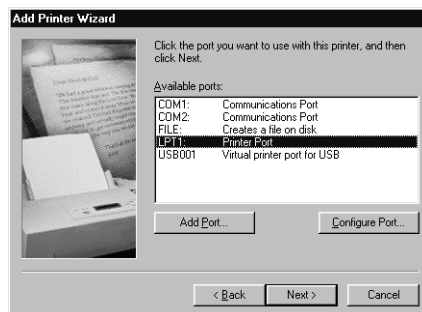 Add Printer Wizard
Click the port you want to use with this printer, and then
click Next.
Available ports:
COM1: Communications Port
COM2: Communications Port
FILE: Creates a file on disk
LPT1: Printer Port
USB001 Virtual printer port for USB
Add Port...
Configure Port...
< Back
Next >
Cancel